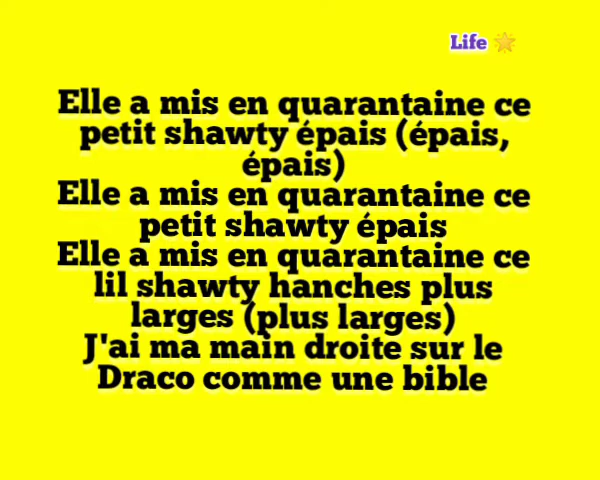 Life 🌟
Elle a mis en quarantaine ce
petit shawty épais (épais,
épais)
Elle a mis en quarantaine ce
petit shawty épais
Elle a mis en quarantaine ce
lil shawty hanches plus
larges (plus larges)
J'ai ma main droite sur le
Draco comme une bible